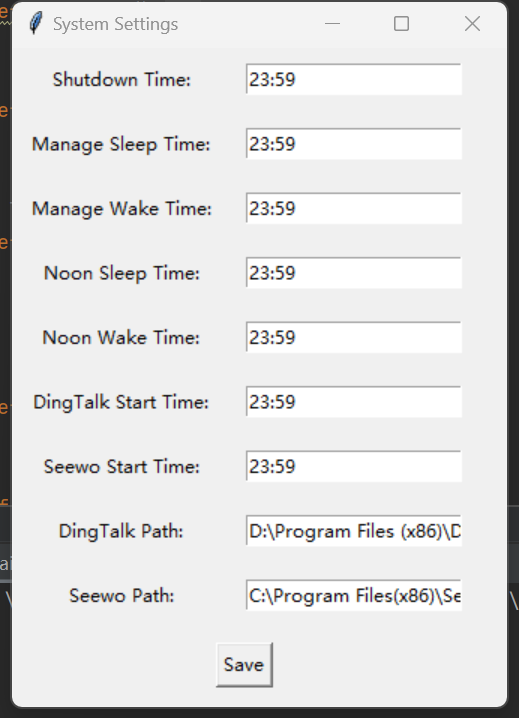 System Settings
Shutdown Time: 23:59
Manage Sleep Time: 23:59
Manage Wake Time: 23:59
Noon Sleep Time: 23:59
Noon Wake Time: 23:59
DingTalk Start Time: 23:59
Seewo Start Time: 23:59
DingTalk Path: D:\Program Files (x86)\D
Seewo Path: C:\Program Files(x86)\Se
Save